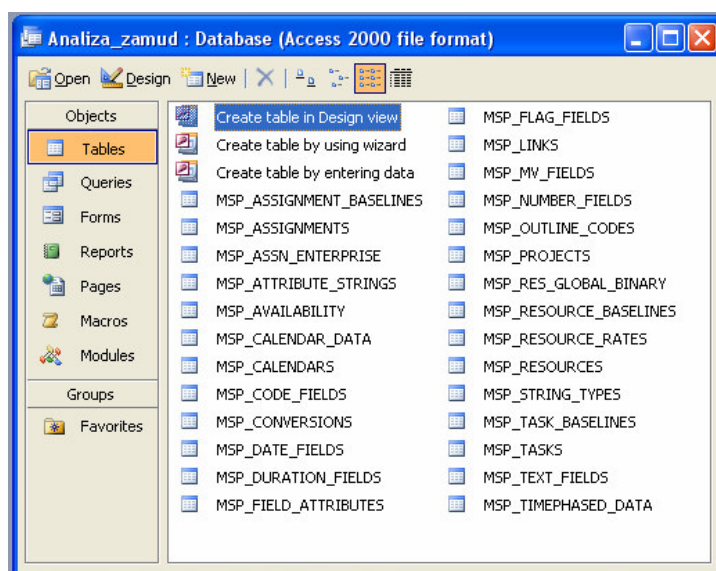 Analiza_zamud : Database (Access 2000 file format)
Open Design New
Objects
Tables
Queries
Forms
Reports
Pages
Macros
Modules
Groups
Favorites
Create table in Design view
Create table by using wizard
Create table by entering data
MSP_ASSIGNMENT_BASELINES
MSP_ASSIGNMENTS
MSP_ASSN_ENTERPRISE
MSP_ATTRIBUTE_STRINGS
MSP_AVAILABILITY
MSP_CALENDAR_DATA
MSP_CALENDARS
MSP_CODE_FIELDS
MSP_CONVERSIONS
MSP_DATE_FIELDS
MSP_DURATION_FIELDS
MSP_FIELD_ATTRIBUTES
MSP_FLAG_FIELDS
MSP_LINKS
MSP_MV_FIELDS
MSP_NUMBER_FIELDS
MSP_OUTLINE_CODES
MSP_PROJECTS
MSP_RES_GLOBAL_BINARY
MSP_RESOURCE_BASELINES
MSP_RESOURCE_RATES
MSP_RESOURCES
MSP_STRING_TYPES
MSP_TASK_BASELINES
MSP_TASKS
MSP_TEXT_FIELDS
MSP_TIMEPHASED_DATA